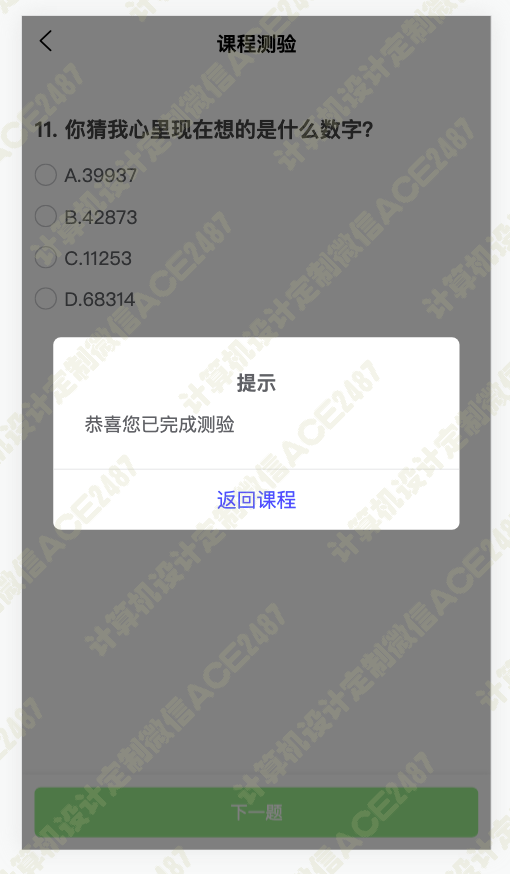 课程测验
11. 你猜我心里现在想的是什么数字?
A.39937
B.42873
C.11253
D.68314
提示
恭喜您已完成测验
返回课程
下一题
计算机设计定制微信ACE2487